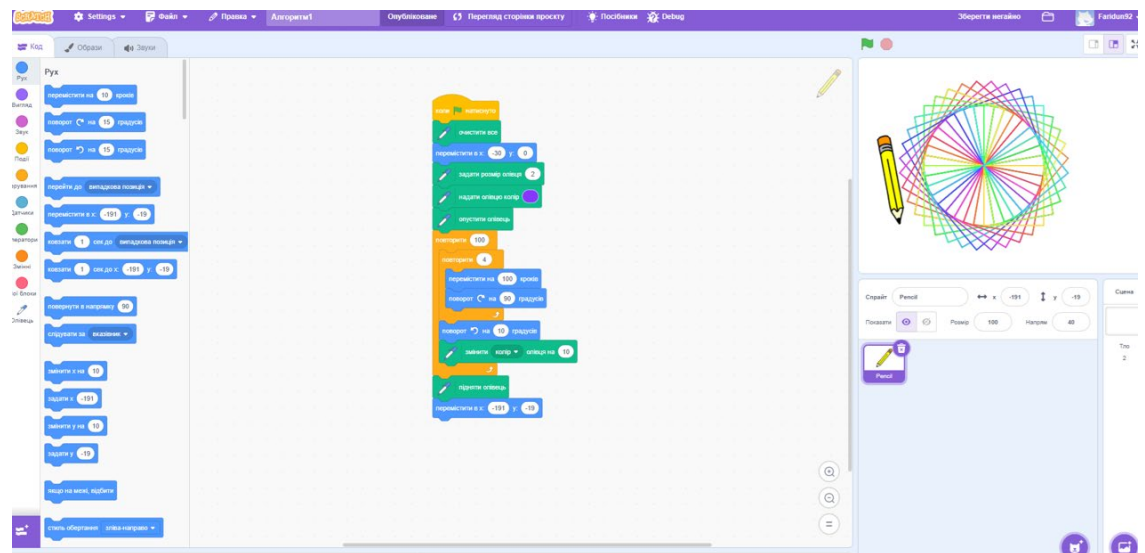 SCRATCH Settings Файл Правка Алгоритм1 Опубліковане Перегляд сторінки проєкту Посібники Debug Зберегти негайно Faridun92
Код Образи Звуки
Рух
Вигляд
Звук
Події
Датчики
Змінні
Олівець
Рух
перемістити на 10 кроків
поворот на 15 градусів
поворот на 15 градусів
перейти до випадкова позиція
перемістити в x: -191 y: -19
ковзати 1 сек до випадкова позиція
ковзати 1 сек до x: -191 y: -19
повернути в напрямку 90
слідувати за вказівник
змінити x на 10
задати x -191
змінити y на 10
задати y -19
якщо на межі, відбити
стиль обертання зліва-направо
коли натиснуто
очистити все
перемістити в x: -30 y: 0
задати розмір олівця 2
надати олівцю колір
опустити олівець
повторити 100
повторити 4
перемістити на 100 кроків
поворот на 90 градусів
поворот на 10 градусів
змінити колір олівця на 10
підняти олівець
перемістити в x: -191 y: -19
Спрайт Pencil x -191 y -19
Показати Розмір 100 Напрям 40
Pencil
Сцена
Тло
2